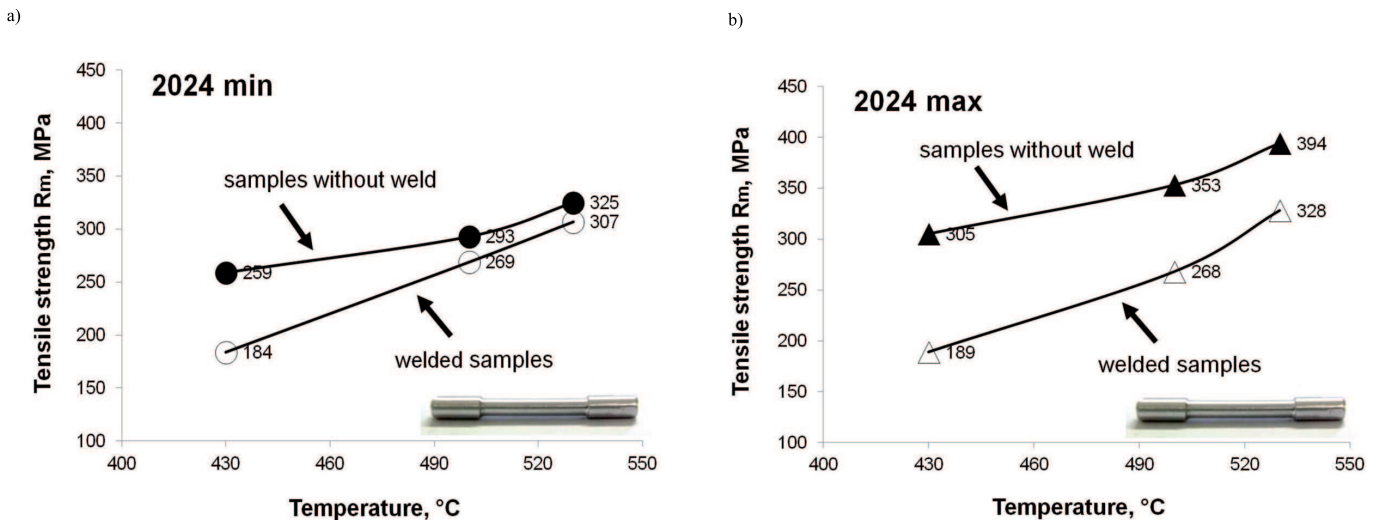 a)
2024 min
450
400
350
300
250
200
150
100
Tensile strength Rm, MPa
samples without weld
259
293
325
307
269
184
welded samples
400 430 460 490 520 550
Temperature, °C
b)
2024 max
450
400
350
300
250
200
150
100
Tensile strength Rm, MPa
samples without weld
305
353
394
328
268
189
welded samples
400 430 460 490 520 550
Temperature, °C